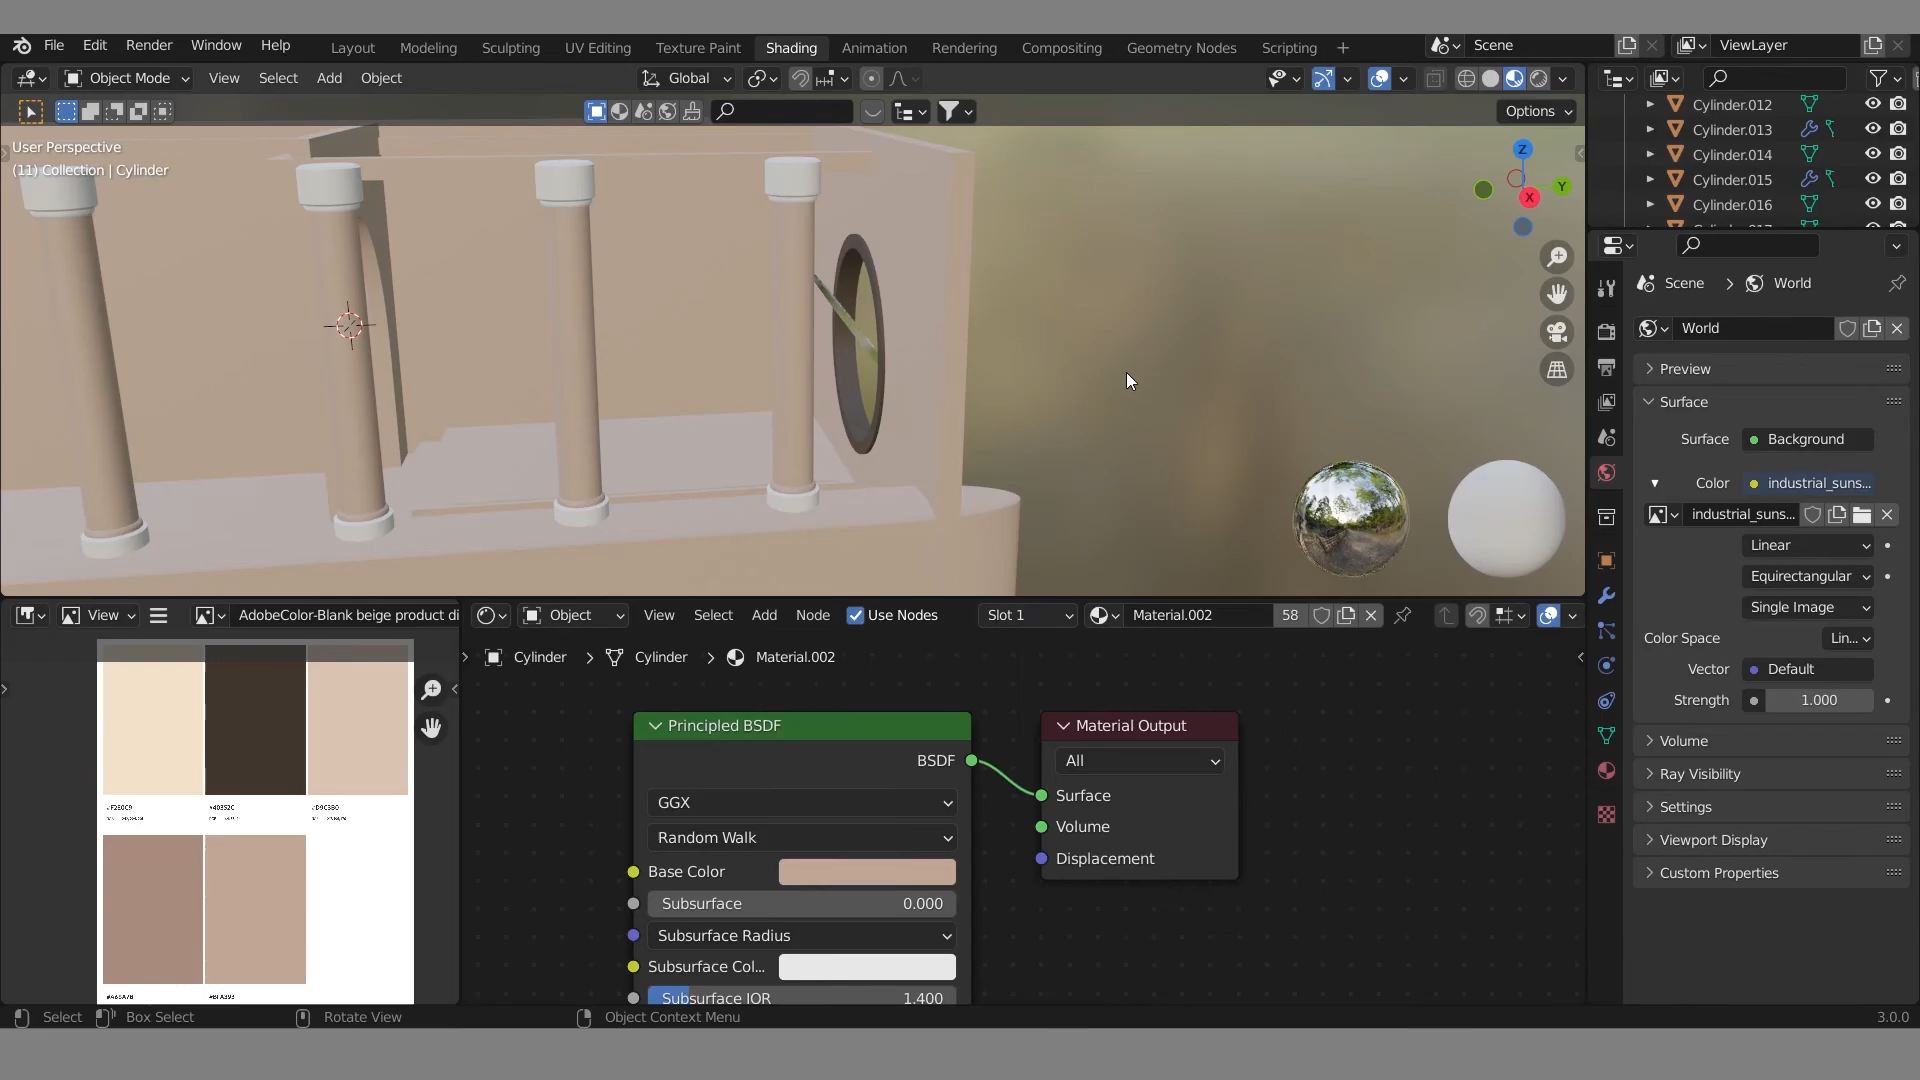 File Edit Render Window Help Layout Modeling Sculpting UV Editing Texture Paint Shading Animation Rendering Compositing Geometry Nodes Scripting + Scene ViewLayer
Object Mode View Select Add Object Global
Options
User Perspective
(11) Collection | Cylinder
Z
Y
X
Cylinder.012
Cylinder.013
Cylinder.014
Cylinder.015
Cylinder.016
Scene > World
World
Preview
Surface
Surface Background
Color industrial_suns...
industrial_suns...
Linear
Equirectangular
Single Image
Color Space Lin...
Vector Default
Strength 1.000
Volume
Ray Visibility
Settings
Viewport Display
Custom Properties
View AdobeColor-Blank beige product di
Object View Select Add Node Use Nodes Slot 1 Material.002 58
Cylinder > Cylinder > Material.002
Principled BSDF
BSDF
GGX
Random Walk
Base Color
Subsurface 0.000
Subsurface Radius
Subsurface Col...
Subsurface IOR 1.400
Material Output
All
Surface
Volume
Displacement
Select Box Select Rotate View Object Context Menu 3.0.0